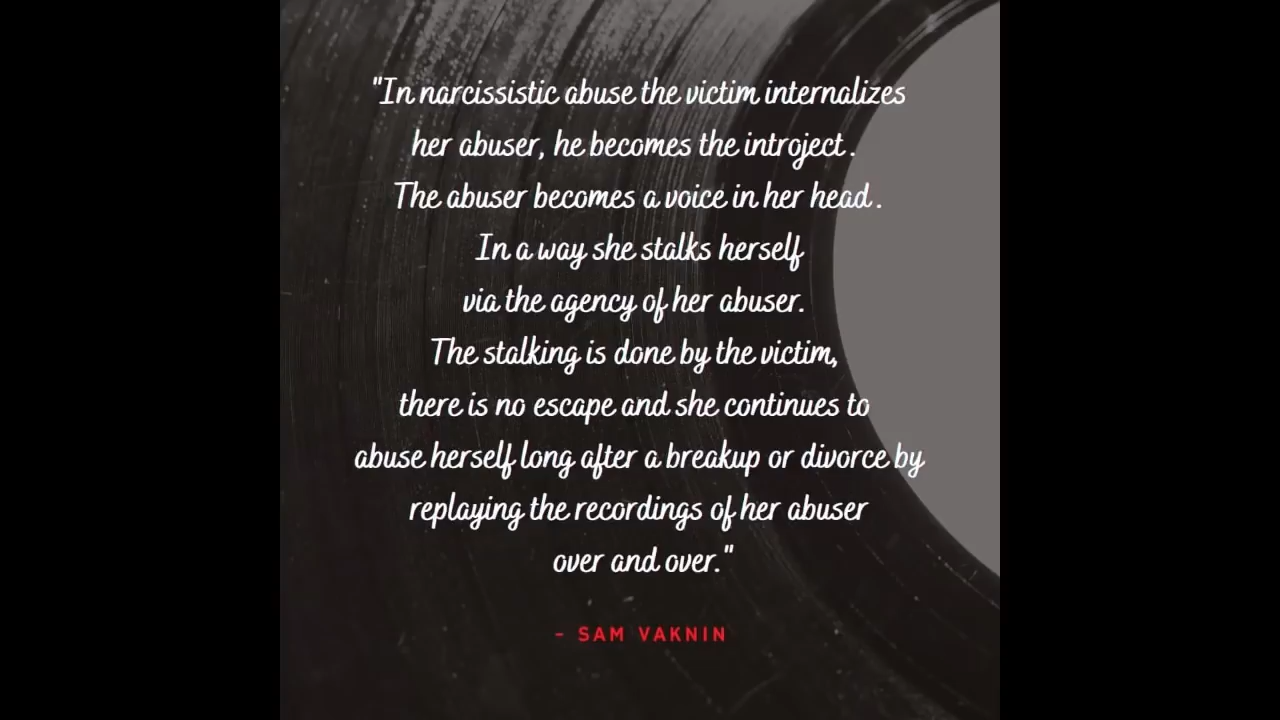 "In narcissistic abuse the victim internalizes
her abuser, he becomes the introject.
The abuser becomes a voice in her head.
In a way she stalks herself
via the agency of her abuser.
The stalking is done by the victim,
there is no escape and she continues to
abuse herself long after a breakup or divorce by
replaying the recordings of her abuser
over and over."
- SAM VAKNIN